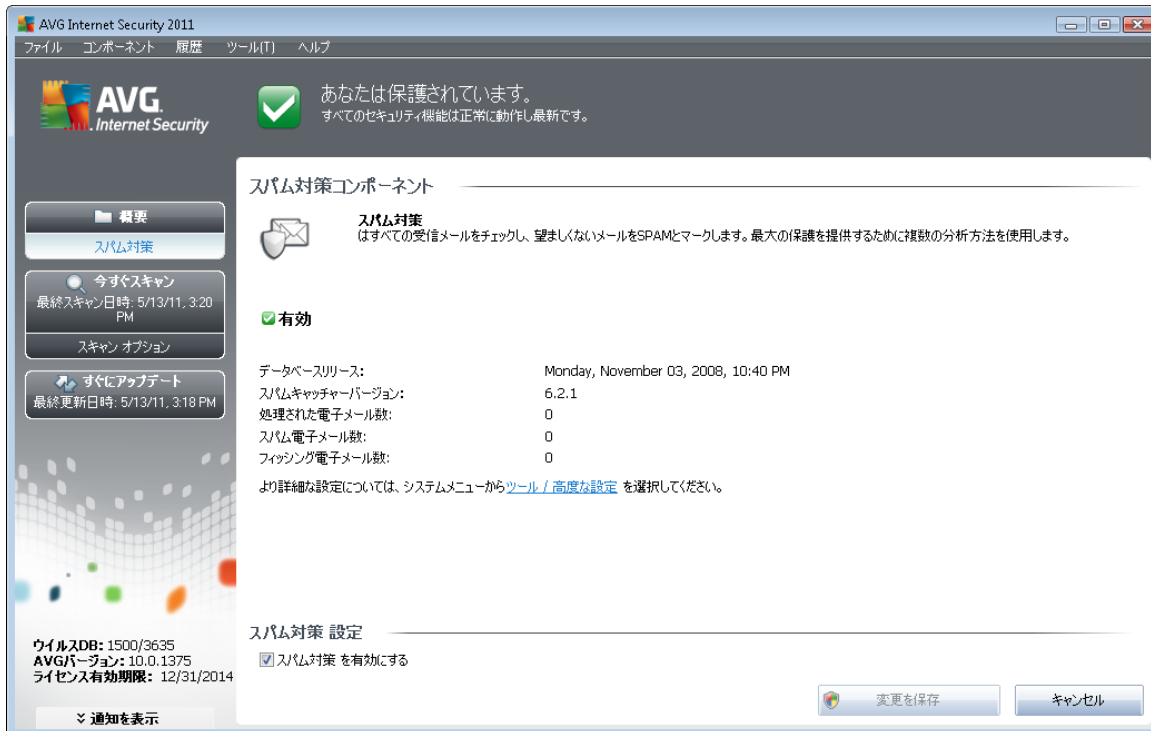 AVG Internet Security 2011
ファイル コンポーネント 履歴 ツール(T) ヘルプ
AVG.
Internet Security
あなたは保護されています。
すべてのセキュリティ機能は正常に動作し最新です。
概要
スパム対策
今すぐスキャン
最終スキャン日時: 5/13/11, 3:20
PM
スキャン オプション
すぐにアップデート
最終更新日時: 5/13/11, 3:18 PM
ウイルスDB: 1500/3635
AVGバージョン: 10.0.1375
ライセンス有効期限: 12/31/2014
通知を表示
スパム対策コンポーネント
スパム対策
はすべての受信メールをチェックし、望ましくないメールをSPAMとマークします。最大の保護を提供するために複数の分析方法を使用します。
有効
データベースリリース: Monday, November 03, 2008, 10:40 PM
スパムキャッチャーバージョン: 6.2.1
処理された電子メール数: 0
スパム電子メール数: 0
フィッシング電子メール数: 0
より詳細な設定については、システムメニューからツール / 高度な設定 を選択してください。
スパム対策 設定
スパム対策 を有効にする
変更を保存 キャンセル